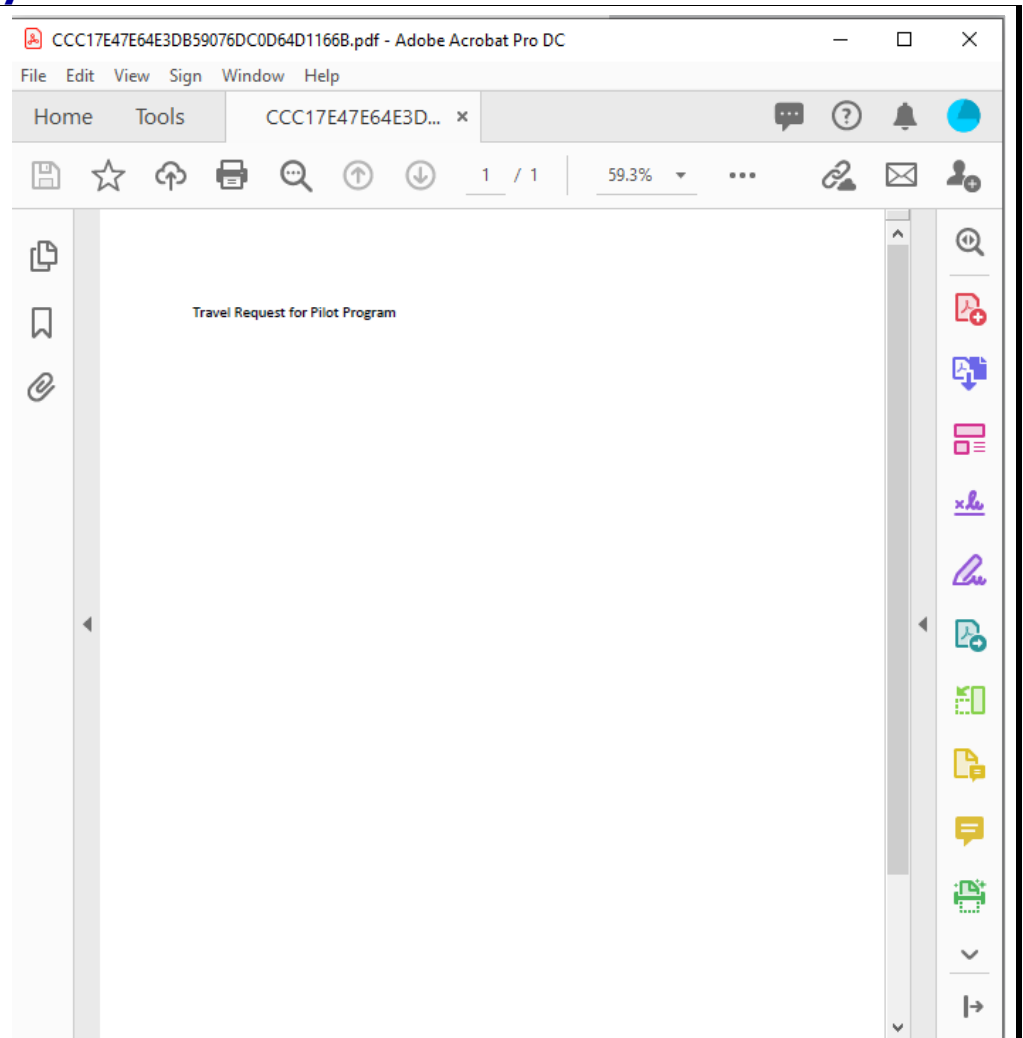 CCC17E47E64E3DB59076DC0D64D1166B.pdf - Adobe Acrobat Pro DC
File Edit View Sign Window Help
Home Tools CCC17E47E64E3D... ×
1 / 1 59.3%
Travel Request for Pilot Program